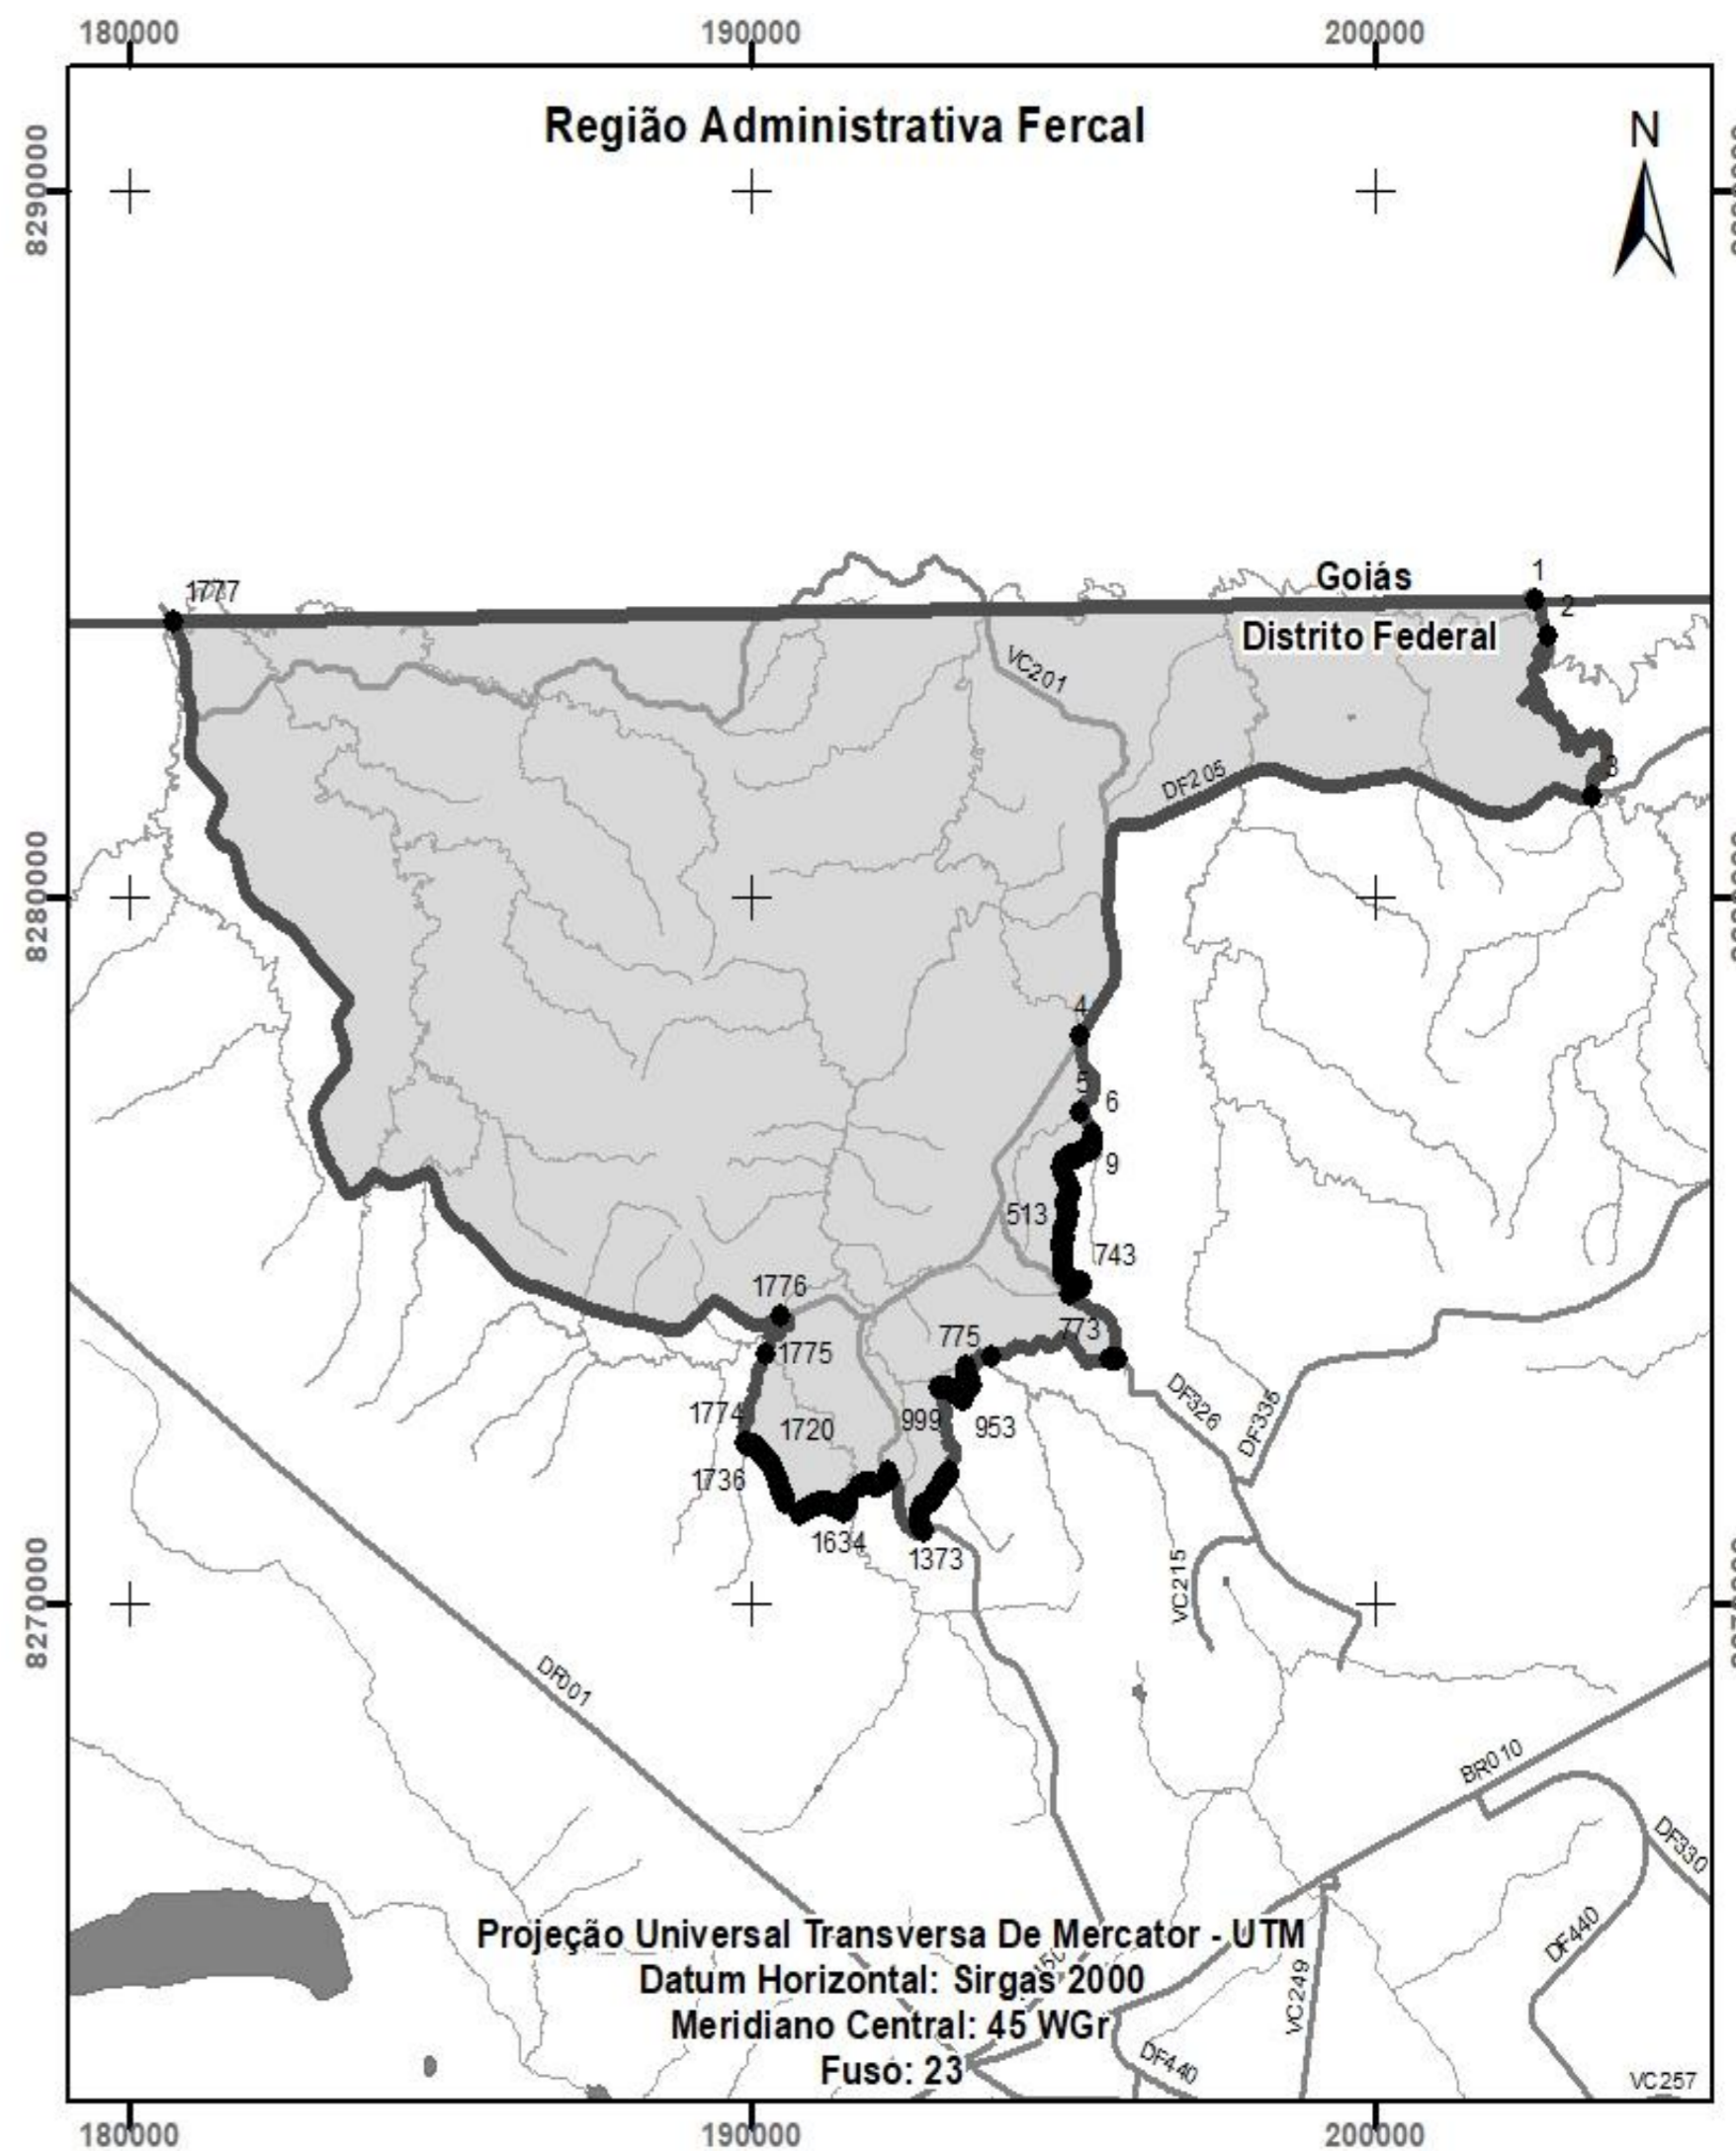 180000
190000
200000
Região Administrativa Fercal
N
8290000
Goiás
1
1777
2
Distrito Federal
VC201
3
DF205
8280000
4
5
6
9
513
743
1776
773
775
1775
DF326
1774
1720
999
953
DF335
1736
1634
1373
VC215
8270000
DF001
BR010
DF330
DF440
Projeção Universal Transversa De Mercator - UTM
Datum Horizontal: Sirgas 2000
VC249
Meridiano Central: 45 WGr
Fuso: 23
DF440
VC257
180000
190000
200000